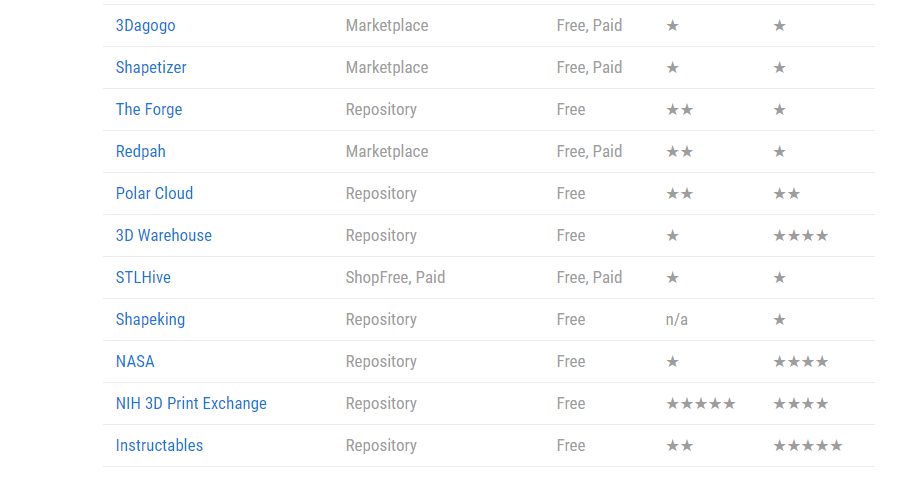 3Dagogo Marketplace Free, Paid ★ ★
Shapetizer Marketplace Free, Paid ★ ★
The Forge Repository Free ★★ ★
Redpah Marketplace Free, Paid ★★ ★
Polar Cloud Repository Free ★★ ★★
3D Warehouse Repository Free ★ ★★★★
STLHive ShopFree, Paid Free, Paid ★ ★
Shapeking Repository Free n/a ★
NASA Repository Free ★ ★★★★
NIH 3D Print Exchange Repository Free ★★★★★ ★★★★
Instructables Repository Free ★★ ★★★★★